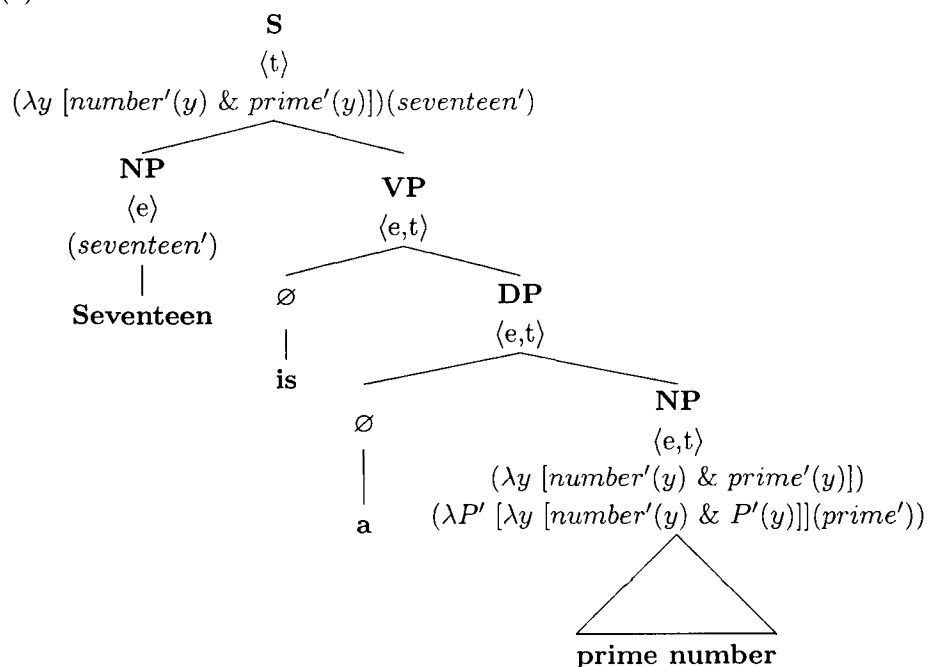 S
⟨t⟩
(λy [number′(y) & prime′(y)])(seventeen′)
NP
VP
⟨e⟩
⟨e,t⟩
(seventeen′)
Seventeen
∅
DP
⟨e,t⟩
is
∅
NP
⟨e,t⟩
(λy [number′(y) & prime′(y)])
a
(λP′ [λy [number′(y) & P′(y)]](prime′))
prime number